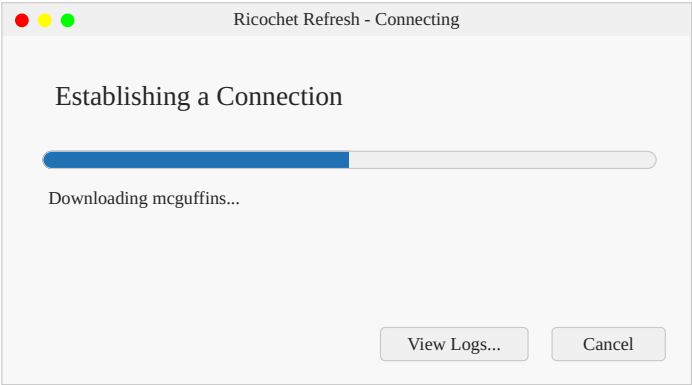 Ricochet Refresh - Connecting
Establishing a Connection
Downloading mcguffins...
View Logs...
Cancel